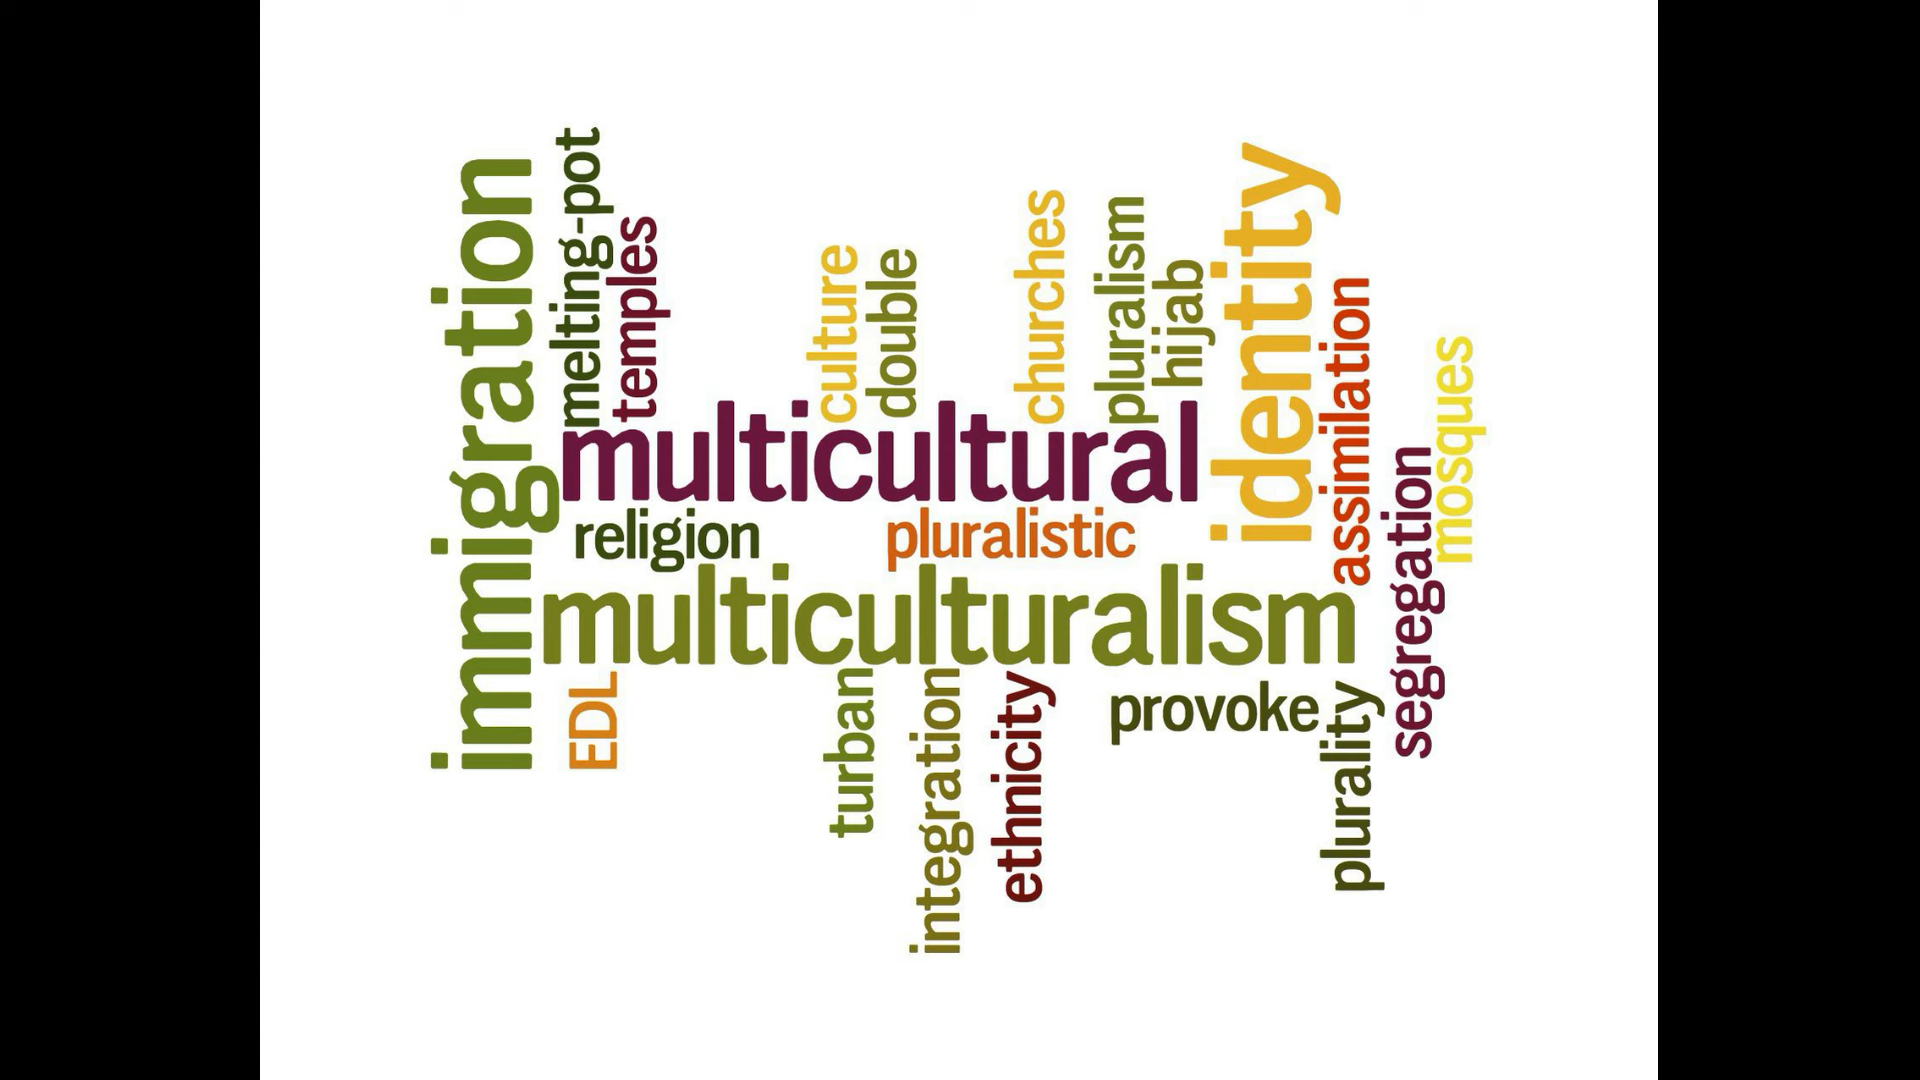 immigration
melting-pot
temples
culture
double
churches
pluralism
hijab
identity
assimilation
mosques
segregation
multicultural
religion
pluralistic
multiculturalism
EDL
turban
integration
ethnicity
provoke
plurality